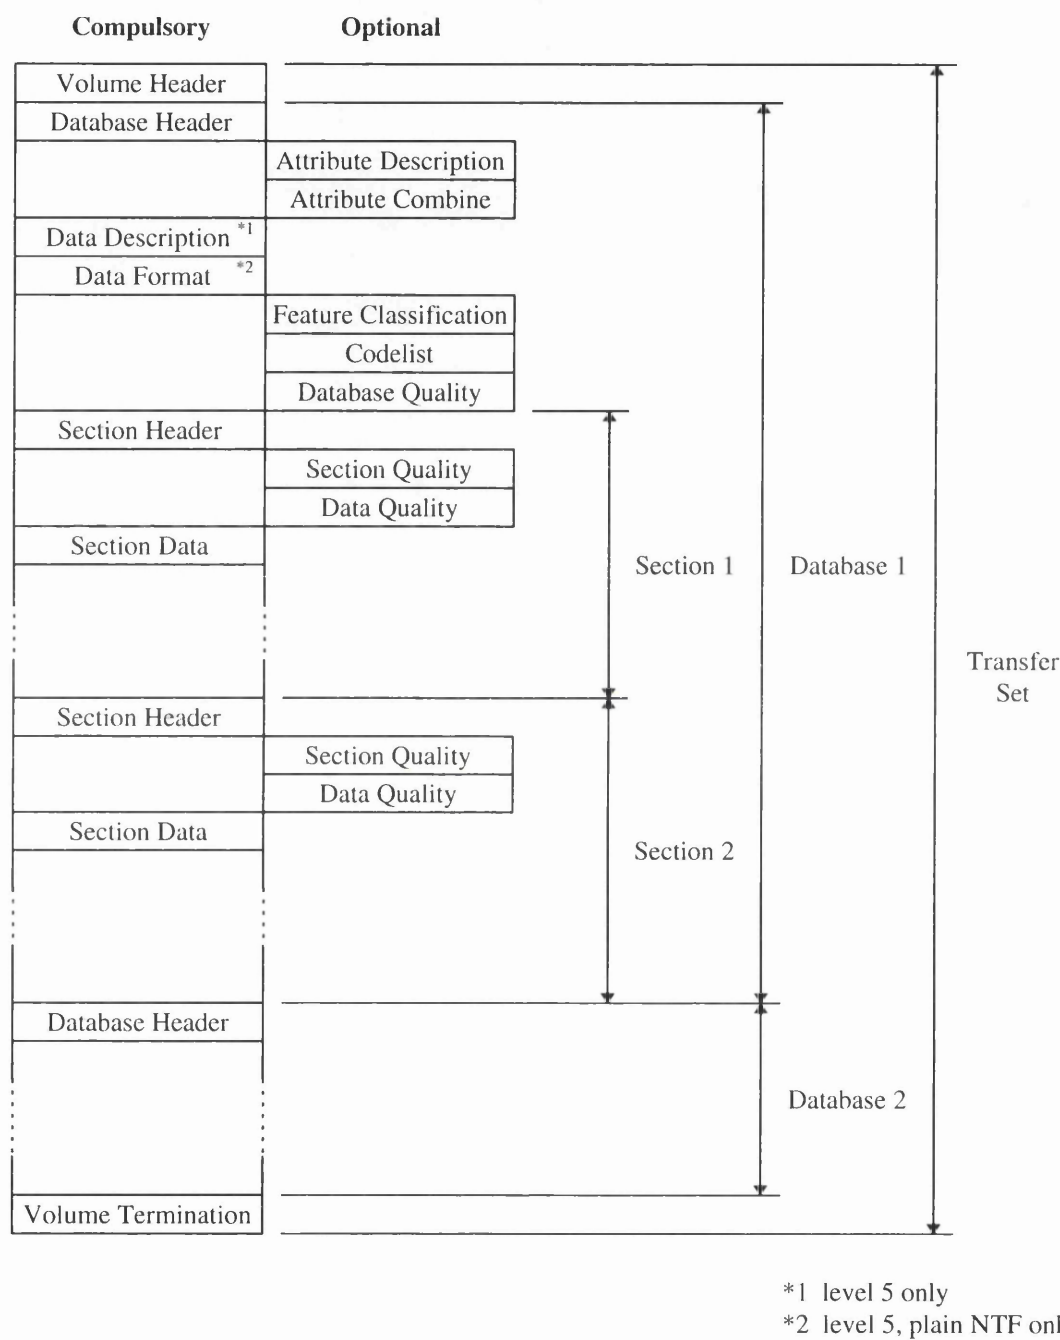 Compulsory Optional
Volume Header
Database Header
Attribute Description
Attribute Combine
Data Description *1
Data Format *2
Feature Classification
Codelist
Database Quality
Section Header
Section Quality
Data Quality
Section Data
Section 1
Database 1
Transfer
Set
Section Header
Section Quality
Data Quality
Section Data
Section 2
Database Header
Database 2
Volume Termination
*1 level 5 only
*2 level 5, plain NTF onl